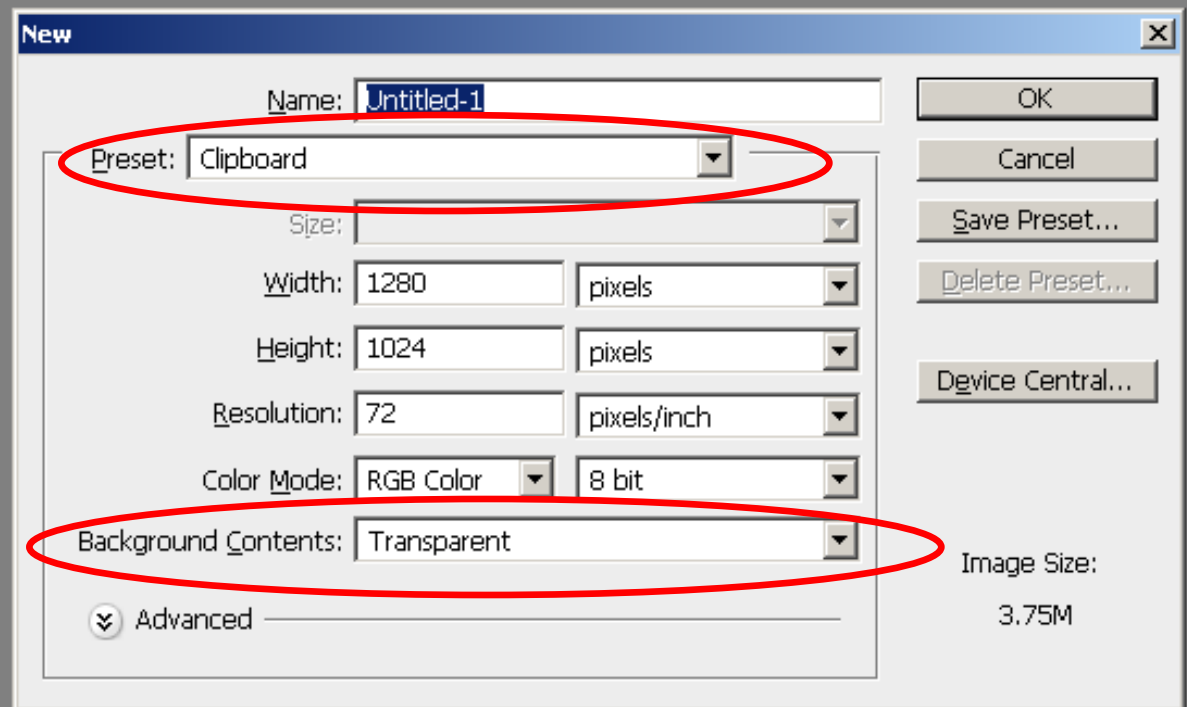 New
Name: Untitled-1
OK
Preset: Clipboard
Cancel
Size:
Save Preset...
Width: 1280 pixels
Delete Preset...
Height: 1024 pixels
Device Central...
Resolution: 72 pixels/inch
Color Mode: RGB Color 8 bit
Background Contents: Transparent
Image Size:
Advanced
3.75M